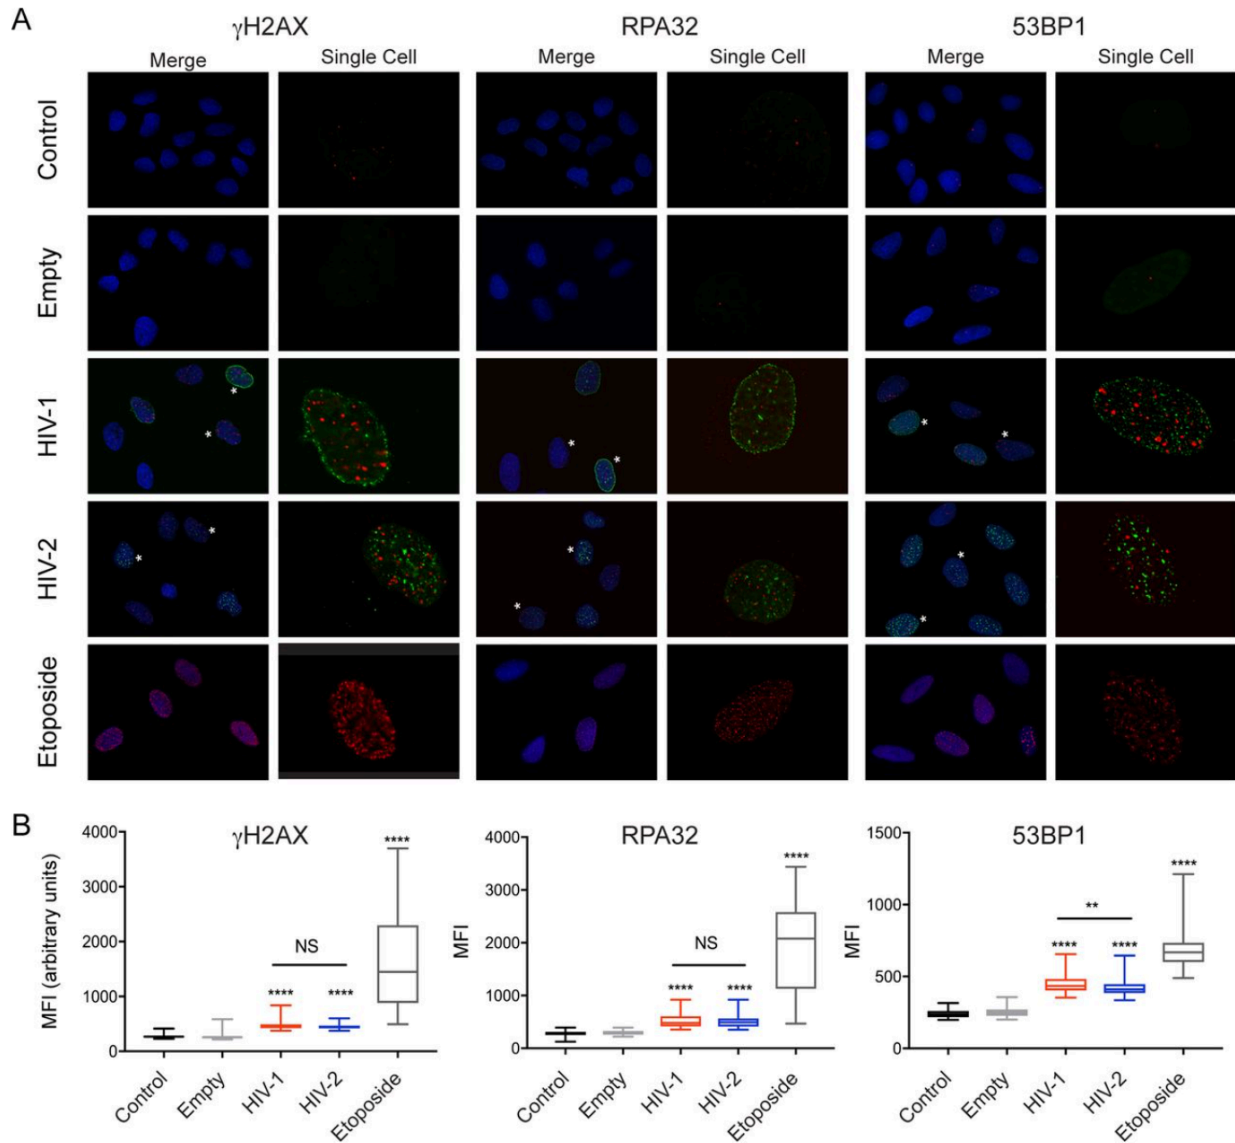 A
γH2AX RPA32 53BP1
Merge Single Cell Merge Single Cell Merge Single Cell
Control
Empty
HIV-1
* *
* *
* *
HIV-2
* *
* *
* *
Etoposide
B
γH2AX
MFI (arbitrary units)
4000
3000
2000
1000
0
****
NS
**** ****
Control Empty HIV-1 HIV-2 Etoposide
RPA32
MFI
4000
3000
2000
1000
0
****
NS
**** ****
Control Empty HIV-1 HIV-2 Etoposide
53BP1
MFI
1500
1000
500
0
****
**
**** ****
Control Empty HIV-1 HIV-2 Etoposide